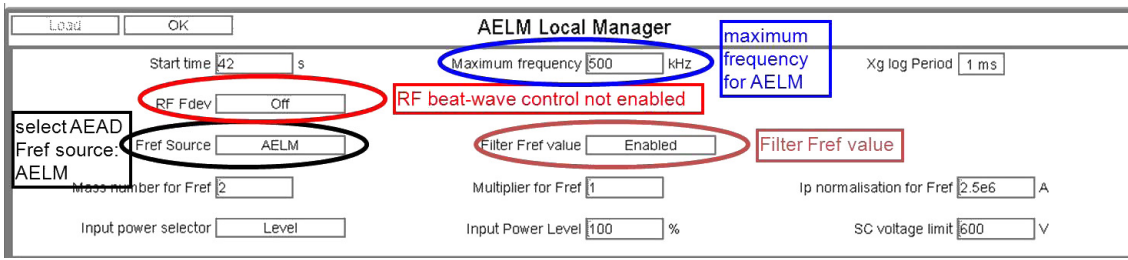 Load OK AELM Local Manager
maximum
frequency
for AELM
Start time 42 s Maximum frequency 500 kHz Xg log Period 1 ms
RF Fdev Off RF beat-wave control not enabled
select AEAD
Fref source:
AELM
Fref Source AELM Filter Fref value Enabled Filter Fref value
Mass number for Fref 2 Multiplier for Fref 1 Ip normalisation for Fref 2.5e6 A
Input power selector Level Input Power Level 100 % SC voltage limit 600 V